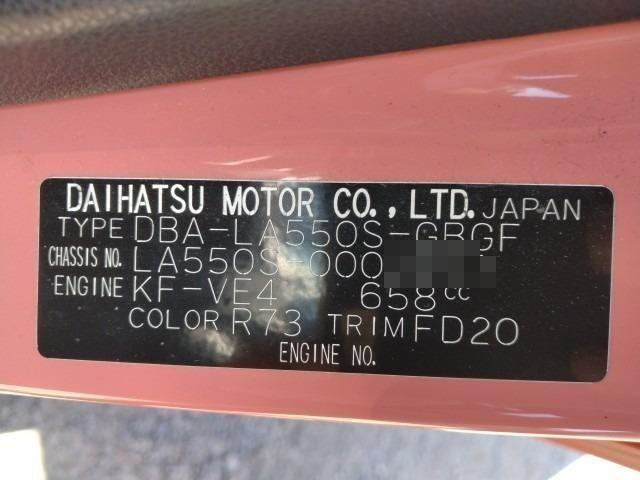 DAIHATSU MOTOR CO., LTD. JAPAN
TYPE DBA-LA550S-GBGF
CHASSIS NO. LA550S-000
ENGINE KF-VE4 658cc
COLOR R73 TRIM FD20
ENGINE NO.